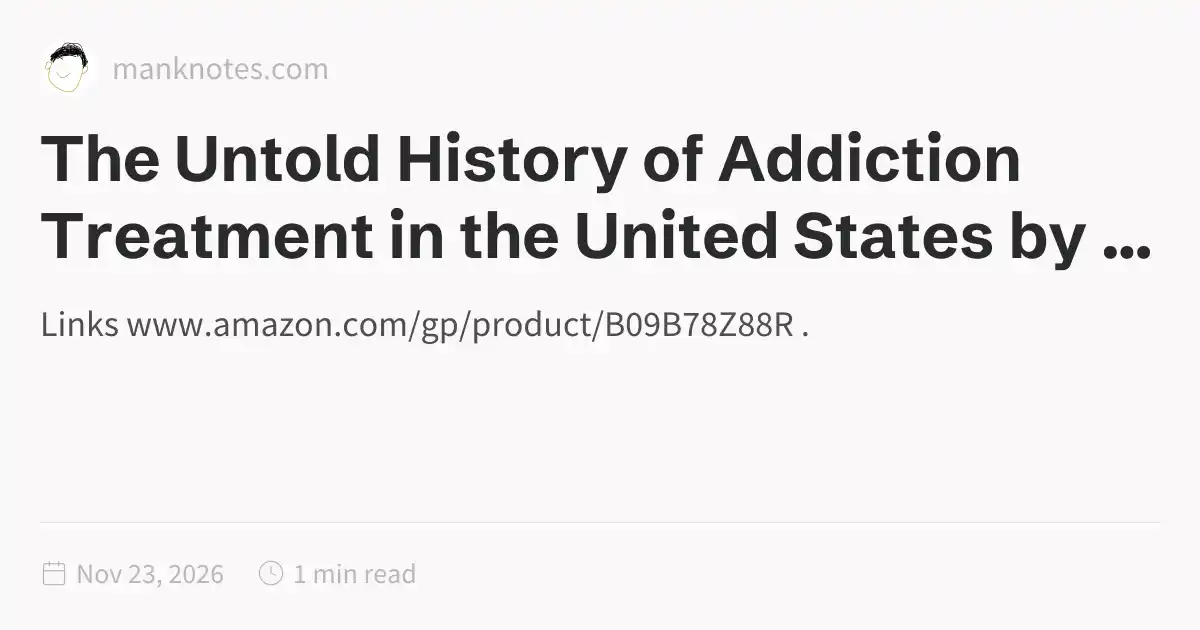 manknotes.com
The Untold History of Addiction
Treatment in the United States by ...
Links www.amazon.com/gp/product/B09B78Z88R .
Nov 23, 2026
1 min read